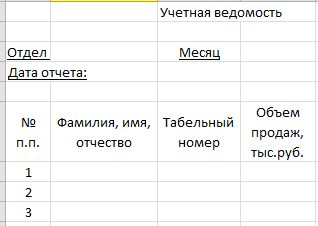 Учетная ведомость
Отдел Месяц
Дата отчета:
№ п.п. Фамилия, имя, отчество Табельный номер Объем продаж, тыс.руб.
1
2
3